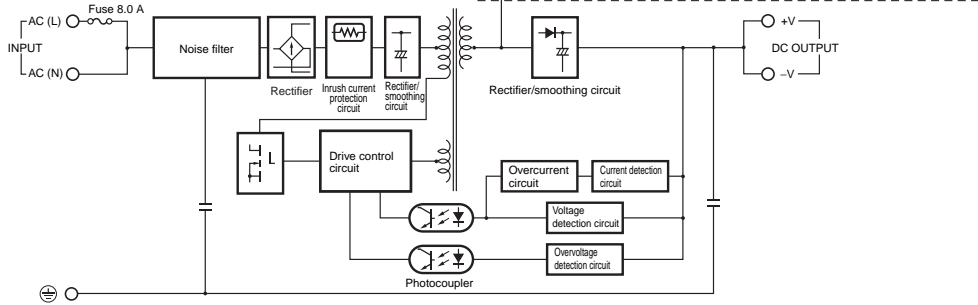 Fuse 8.0 A
AC (L)
INPUT
AC (N)
Noise filter
Rectifier
Inrush current
protection
circuit
Rectifier/
smoothing
circuit
Rectifier/smoothing circuit
+V
DC OUTPUT
–V
Drive control
circuit
Overcurrent
circuit
Current detection
circuit
Voltage
detection circuit
Overvoltage
detection circuit
Photocoupler